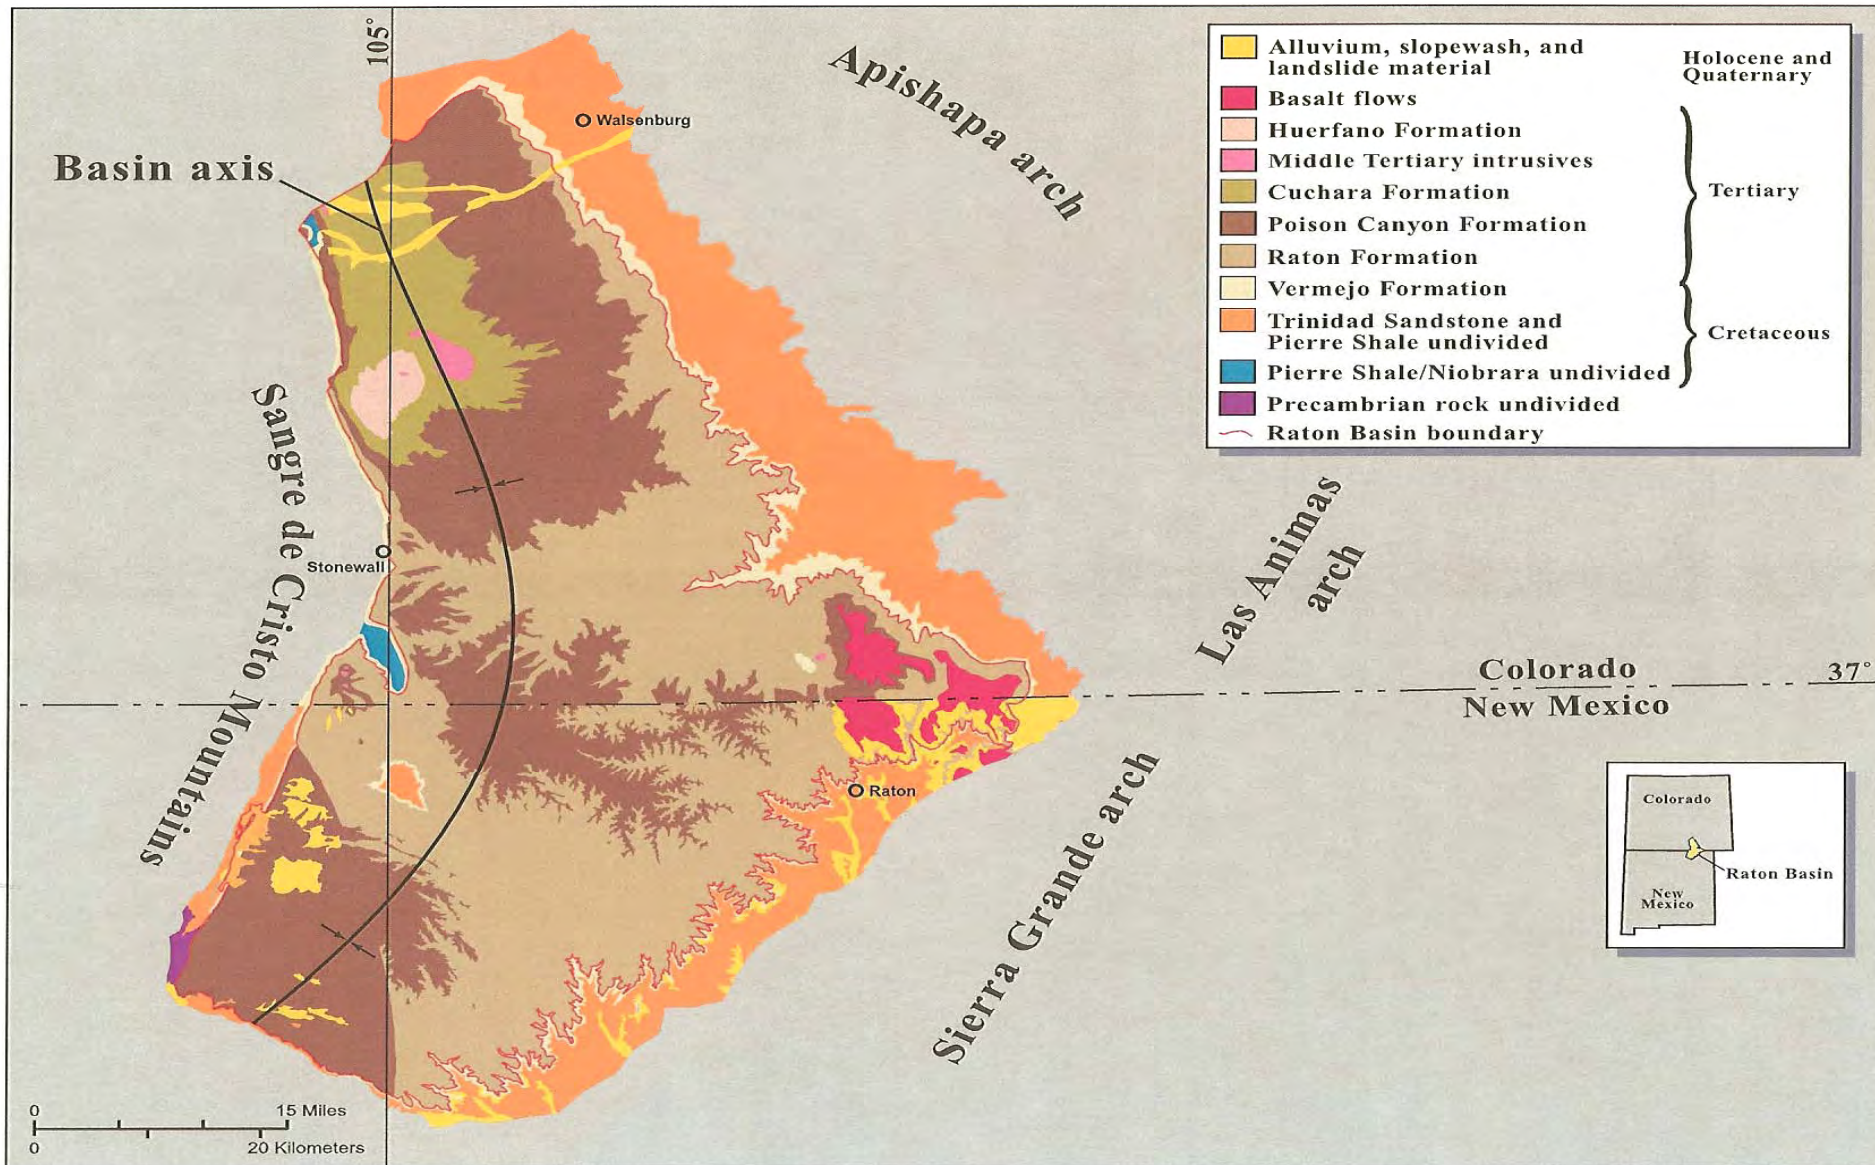 105°
Apishapa arch
Walsenburg
Basin axis
Sangre de Cristo Mountains
Stonewall
Las Animas
arch
Colorado
37°
New Mexico
Raton
Sierra Grande arch
0
15 Miles
0
20 Kilometers
Alluvium, slopewash, and
landslide material
Holocene and
Quaternary
Basalt flows
Huerfano Formation
Middle Tertiary intrusives
Cuchara Formation
Tertiary
Poison Canyon Formation
Raton Formation
Vermejo Formation
Trinidad Sandstone and
Pierre Shale undivided
Cretaceous
Pierre Shale/Niobrara undivided
Precambrian rock undivided
Raton Basin boundary
Colorado
Raton Basin
New
Mexico